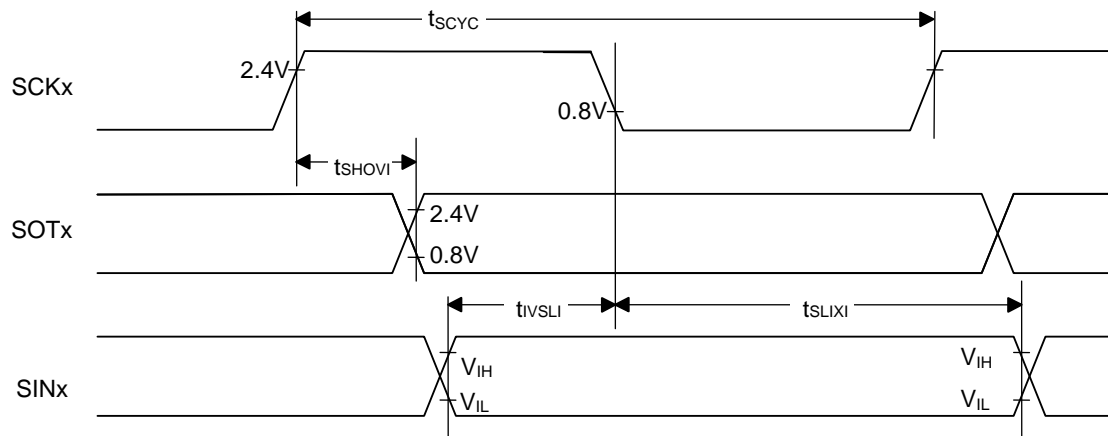 tSCYC
SCKx
2.4V
0.8V
tSHOVI
SOTx
2.4V
0.8V
tIVSLI
tSLIXI
SINx
VIH
VIH
VIL
VIL